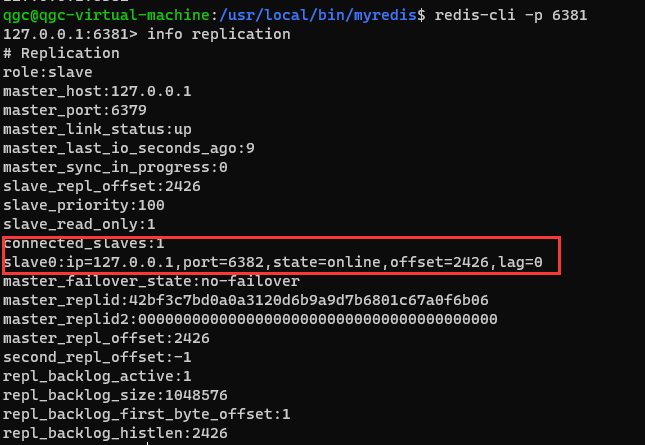 qgc@qgc-virtual-machine:/usr/local/bin/myredis$ redis-cli -p 6381
127.0.0.1:6381> info replication
# Replication
role:slave
master_host:127.0.0.1
master_port:6379
master_link_status:up
master_last_io_seconds_ago:9
master_sync_in_progress:0
slave_repl_offset:2426
slave_priority:100
slave_read_only:1
connected_slaves:1
slave0:ip=127.0.0.1,port=6382,state=online,offset=2426,lag=0
master_failover_state:no-failover
master_replid:42bf3c7bd0a0a3120d6b9a9d7b6801c67a0f6b06
master_replid2:0000000000000000000000000000000000000000
master_repl_offset:2426
second_repl_offset:-1
repl_backlog_active:1
repl_backlog_size:1048576
repl_backlog_first_byte_offset:1
repl_backlog_histlen:2426